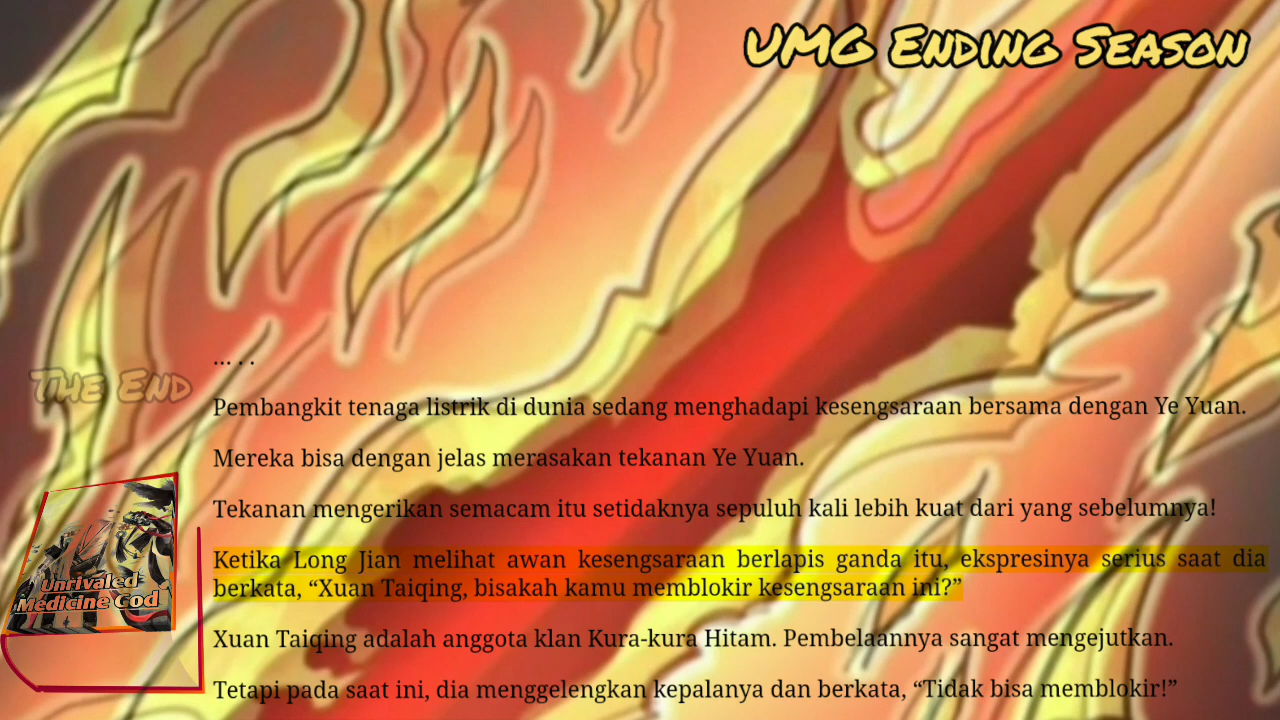 UMG Ending Season
... . .
The End
Pembangkit tenaga listrik di dunia sedang menghadapi kesengsaraan bersama dengan Ye Yuan.
Mereka bisa dengan jelas merasakan tekanan Ye Yuan.
Tekanan mengerikan semacam itu setidaknya sepuluh kali lebih kuat dari yang sebelumnya!
Ketika Long Jian melihat awan kesengsaraan berlapis ganda itu, ekspresinya serius saat dia
berkata, “Xuan Taiqing, bisakah kamu memblokir kesengsaraan ini?”
Unrivaled
Medicine God
Xuan Taiqing adalah anggota klan Kura-kura Hitam. Pembelaannya sangat mengejutkan.
Tetapi pada saat ini, dia menggelengkan kepalanya dan berkata, “Tidak bisa memblokir!”